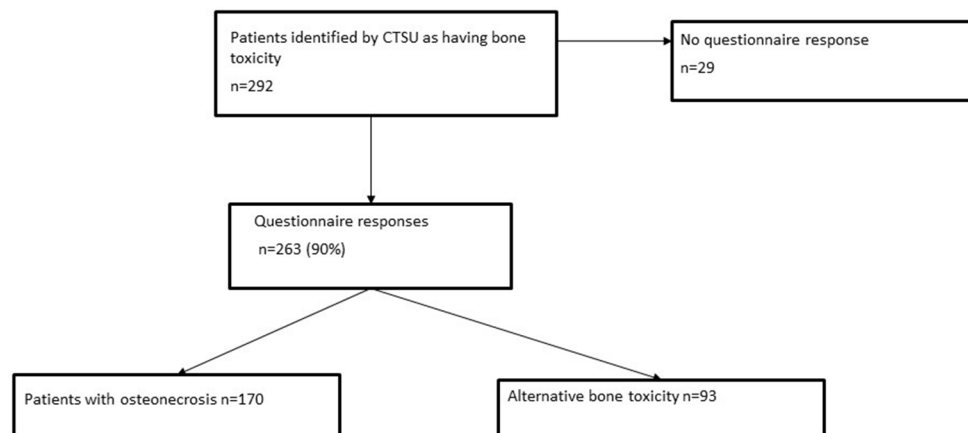 Patients identified by CTSU as having bone
toxicity
n=292
No questionnaire response
n=29
Questionnaire responses
n=263 (90%)
Patients with osteonecrosis n=170
Alternative bone toxicity n=93